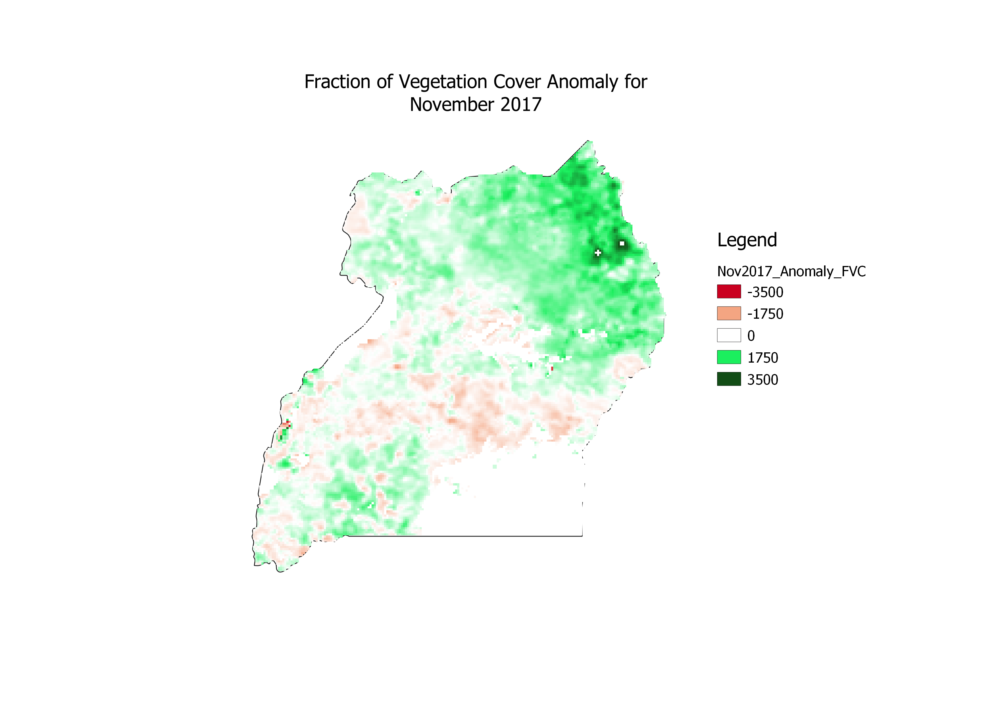 Fraction of Vegetation Cover Anomaly for
November 2017
Legend
Nov2017_Anomaly_FVC
-3500
-1750
0
1750
3500